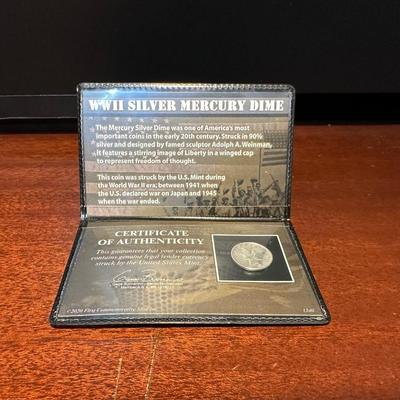 WWII SILVER MERCURY DIME
The Mercury Silver Dime was one of America's most
important coins in the early 20th century. Struck in 90%
silver and designed by famed sculptor Adolph A. Weinman,
it features a stirring image of Liberty in a winged cap
to represent freedom of thought.
This coin was struck by the U.S. Mint during
the World War II era; between 1941 when
the U.S. declared war on Japan and 1945
when the war ended.
CERTIFICATE
OF AUTHENTICITY
This guarantees that your collection
contains genuine legal tender currency
struck by the United States Mint.
©2020 First Commemorative Mint